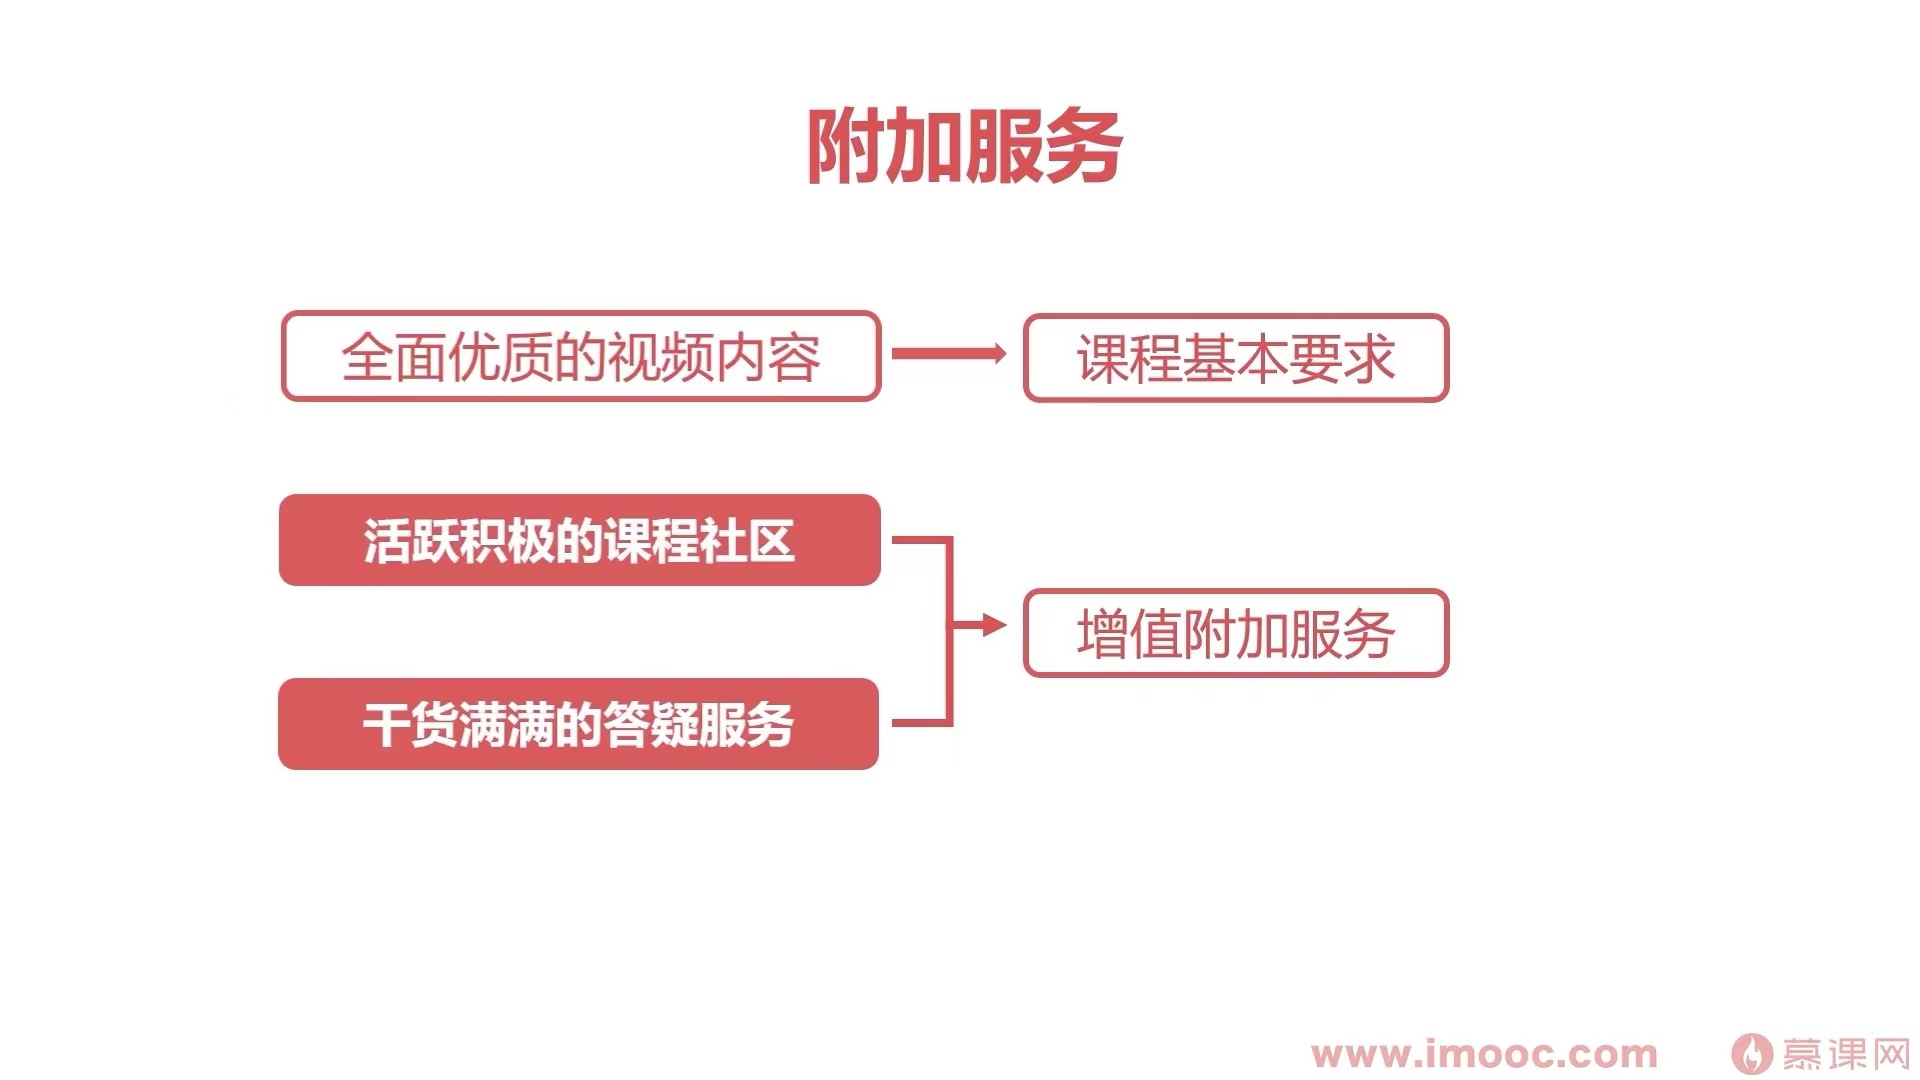 附加服务
全面优质的视频内容
课程基本要求
活跃积极的课程社区
增值附加服务
干货满满的答疑服务
www.imooc.com
慕课网